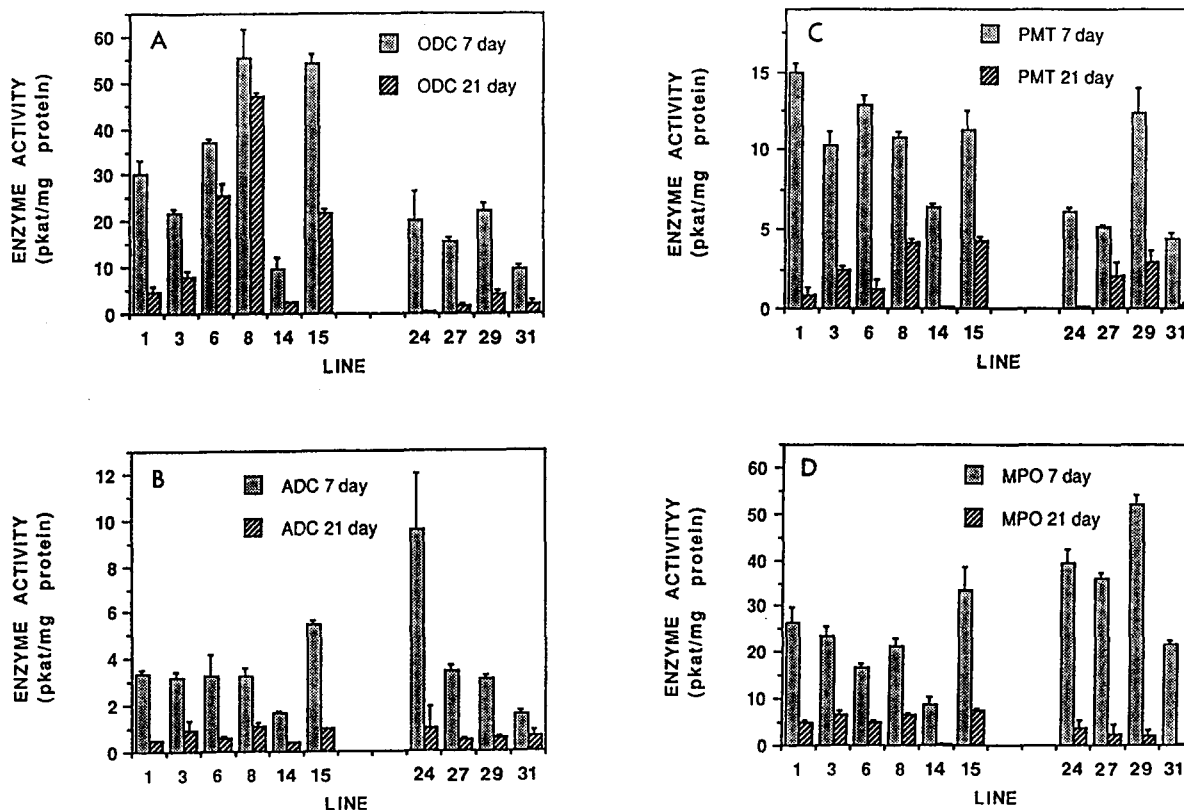 A
ODC 7 day
ODC 21 day
ENZYME ACTIVITY
(pkat/mg protein)
60
50
40
30
20
10
0
1 3 6 8 14 15 24 27 29 31
LINE
C
PMT 7 day
PMT 21 day
ENZYME ACTIVITY
(pkat/mg protein)
15
10
5
0
1 3 6 8 14 15 24 27 29 31
LINE
B
ADC 7 day
ADC 21 day
ENZYME ACTIVITY
(pkat/mg protein)
12
10
8
6
4
2
0
1 3 6 8 14 15 24 27 29 31
LINE
D
MPO 7 day
MPO 21 day
ENZYME ACTIVITYY
(pkat/mg protein)
60
50
40
30
20
10
0
1 3 6 8 14 15 24 27 29 31
LINE